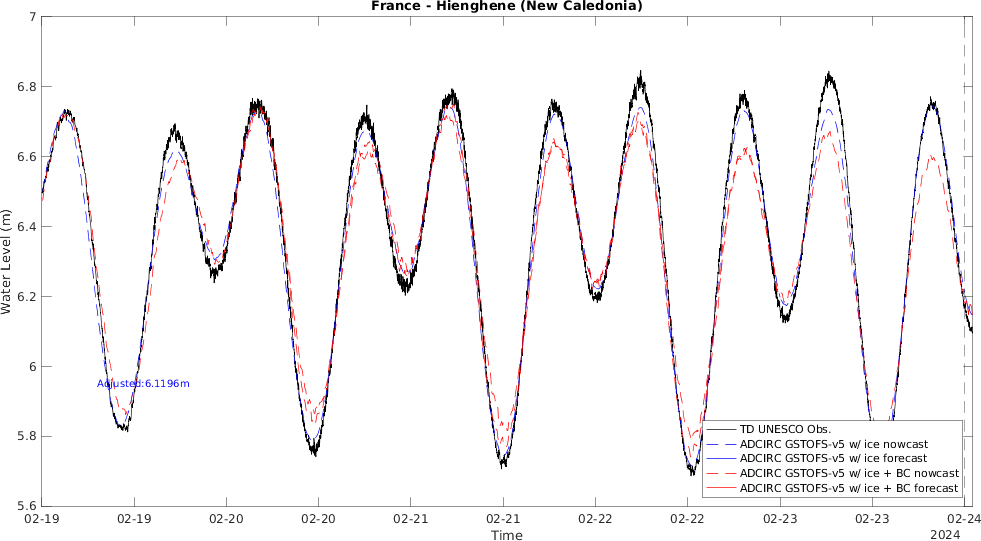 France - Hienghene (New Caledonia)
7
6.8
6.6
6.4
6.2
6
5.8
5.6
Water Level (m)
Adjusted:6.1196m
TD UNESCO Obs.
ADCIRC GSTOFS-v5 w/ ice nowcast
ADCIRC GSTOFS-v5 w/ ice forecast
ADCIRC GSTOFS-v5 w/ ice + BC nowcast
ADCIRC GSTOFS-v5 w/ ice + BC forecast
02-19 02-19 02-20 02-20 02-21 02-21 02-22 02-22 02-23 02-23 02-24
Time
2024